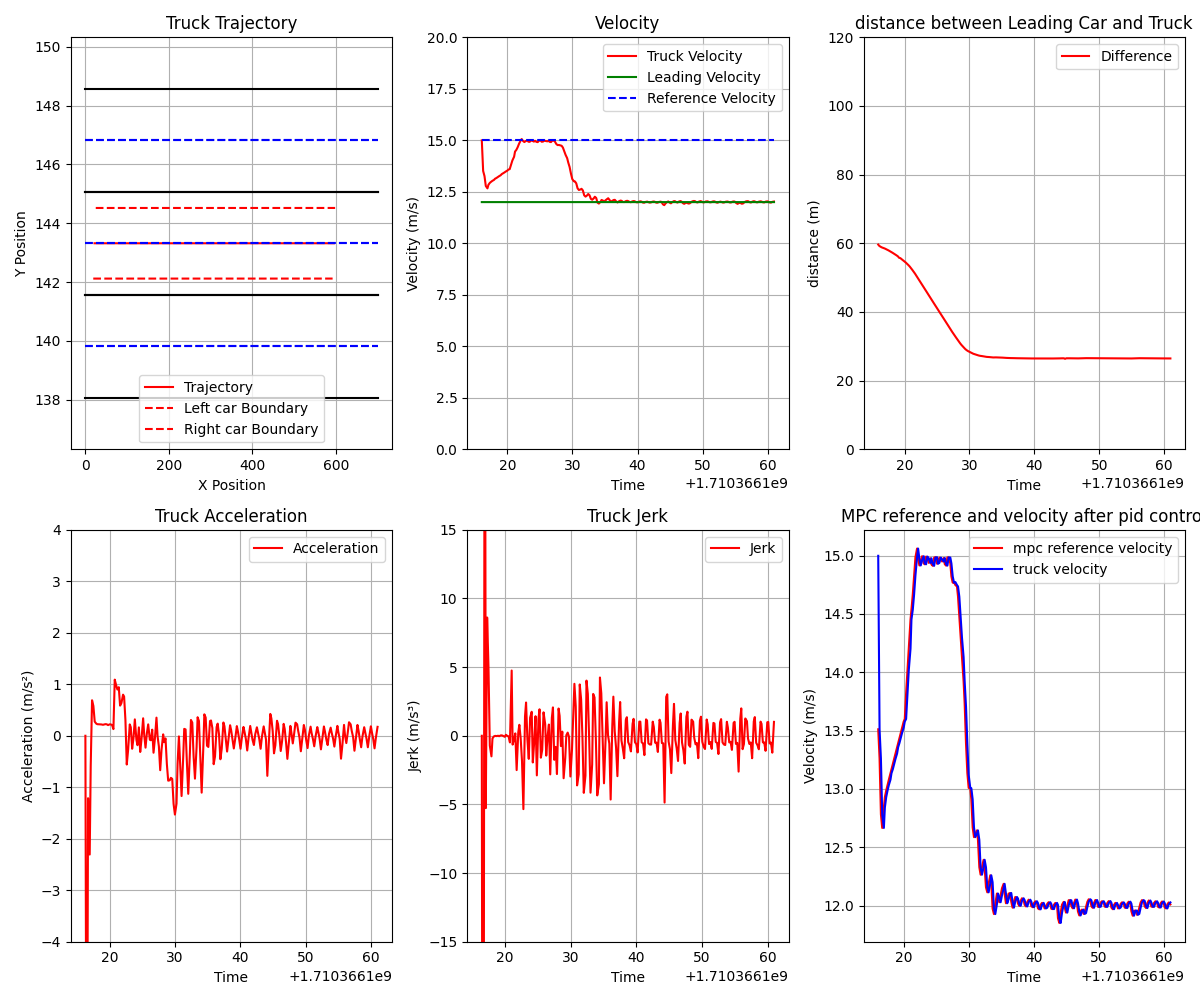 Truck Trajectory
150
148
146
144
142
140
138
Y Position
0
200
400
600
X Position
Trajectory
Left car Boundary
Right car Boundary
Velocity
20.0
17.5
15.0
12.5
10.0
7.5
5.0
2.5
0.0
Velocity (m/s)
20
30
40
50
60
Time
+1.7103661e9
Truck Velocity
Leading Velocity
Reference Velocity
distance between Leading Car and Truck
120
100
80
60
40
20
0
distance (m)
20
30
40
50
60
Time
+1.7103661e9
Difference
Truck Acceleration
4
3
2
1
0
−1
−2
−3
−4
Acceleration (m/s²)
20
30
40
50
60
Time
+1.7103661e9
Acceleration
Truck Jerk
15
10
5
0
−5
−10
−15
Jerk (m/s³)
20
30
40
50
60
Time
+1.7103661e9
Jerk
MPC reference and velocity after pid contro
15.0
14.5
14.0
13.5
13.0
12.5
12.0
Velocity (m/s)
20
30
40
50
60
Time
+1.7103661e9
mpc reference velocity
truck velocity